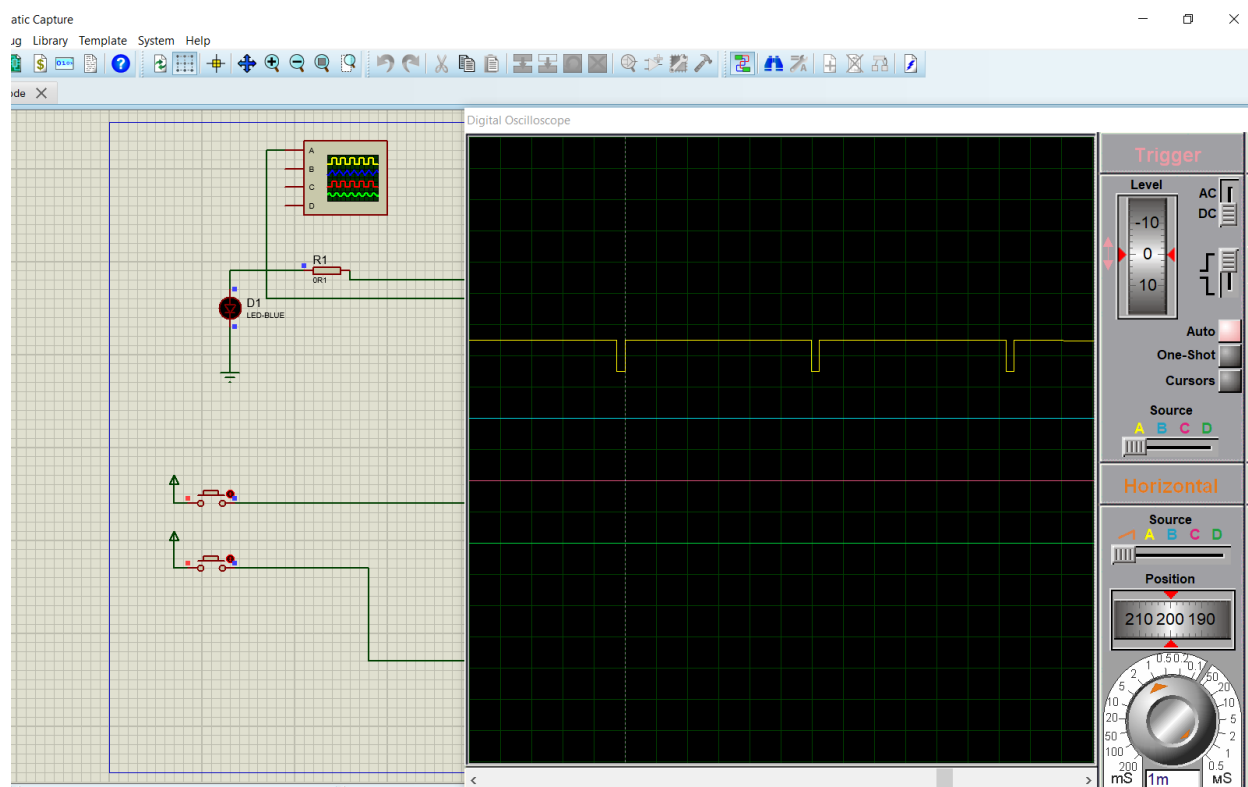 atic Capture
ug Library Template System Help
ode
Digital Oscilloscope
A
B
C
D
R1
0R1
D1
LED-BLUE
Trigger
Level
AC
DC
-10
0
10
Auto
One-Shot
Cursors
Source
A B C D
Horizontal
Source
A B C D
Position
210 200 190
200
100
50
20
10
5
2
1
0.5
0.2
0.1
50
20
10
5
2
1
0.5
mS
1m
μS